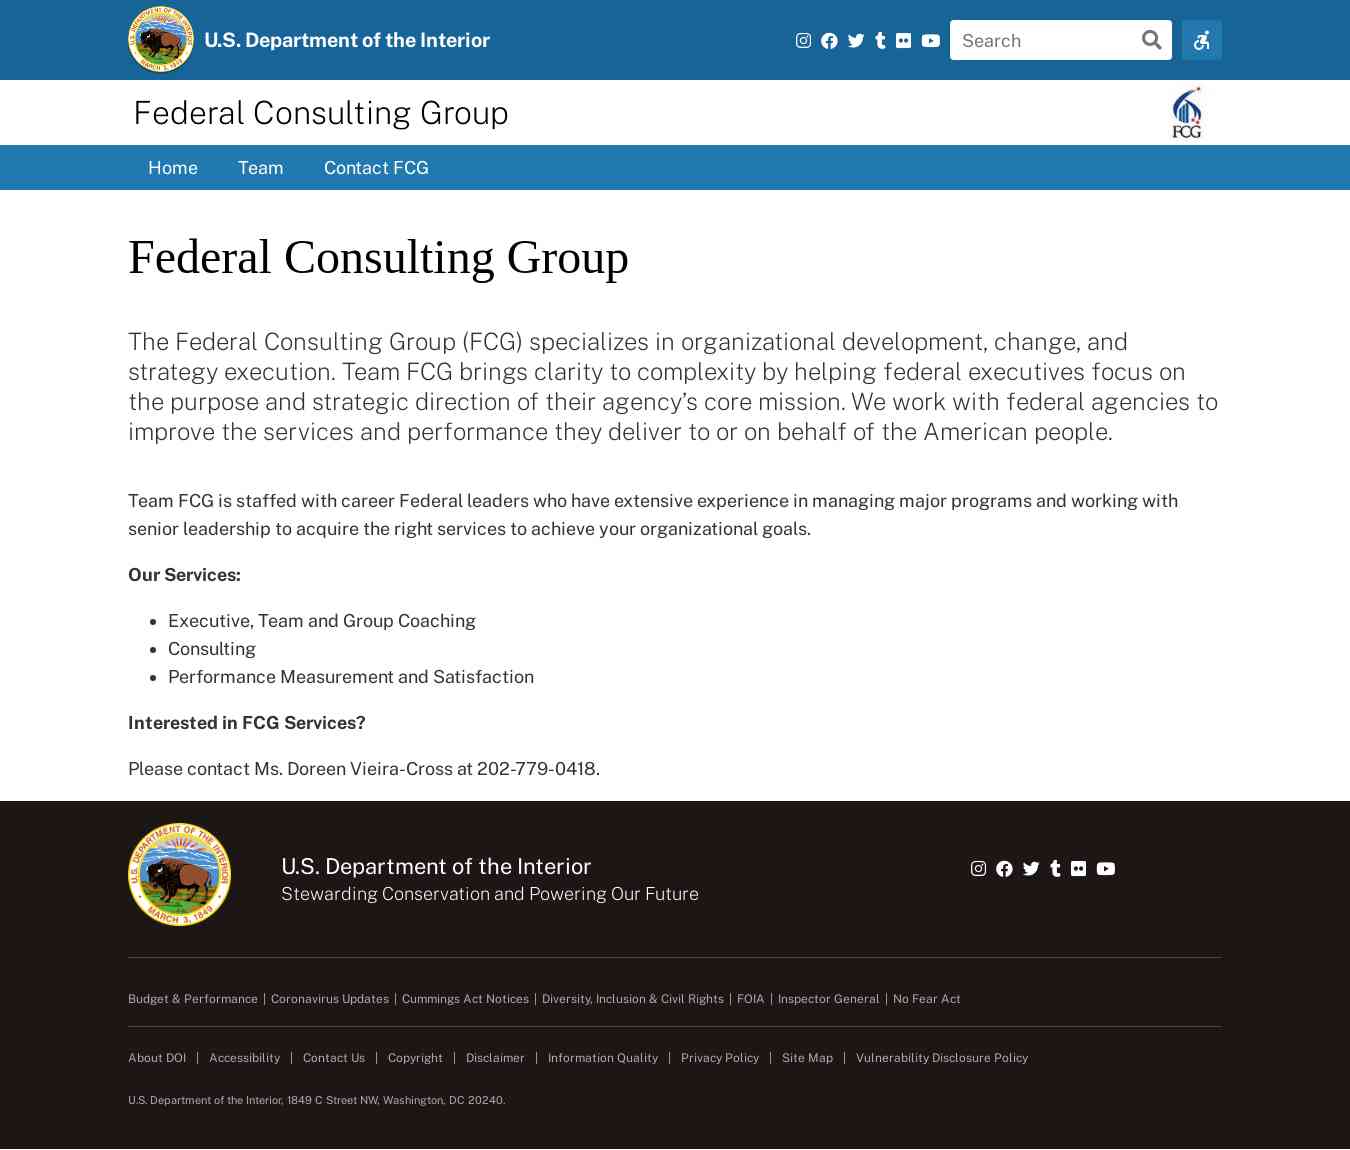 U.S. Department of the Interior
Search
Federal Consulting Group
FCG
Home Team Contact FCG
Federal Consulting Group
The Federal Consulting Group (FCG) specializes in organizational development, change, and
strategy execution. Team FCG brings clarity to complexity by helping federal executives focus on
the purpose and strategic direction of their agency’s core mission. We work with federal agencies to
improve the services and performance they deliver to or on behalf of the American people.
Team FCG is staffed with career Federal leaders who have extensive experience in managing major programs and working with
senior leadership to acquire the right services to achieve your organizational goals.
Our Services:
Executive, Team and Group Coaching
Consulting
Performance Measurement and Satisfaction
Interested in FCG Services?
Please contact Ms. Doreen Vieira-Cross at 202-779-0418.
U.S. DEPARTMENT OF THE INTERIOR
MARCH 3, 1849
U.S. Department of the Interior
Stewarding Conservation and Powering Our Future
Budget & Performance | Coronavirus Updates | Cummings Act Notices | Diversity, Inclusion & Civil Rights | FOIA | Inspector General | No Fear Act
About DOI | Accessibility | Contact Us | Copyright | Disclaimer | Information Quality | Privacy Policy | Site Map | Vulnerability Disclosure Policy
U.S. Department of the Interior, 1849 C Street NW, Washington, DC 20240.